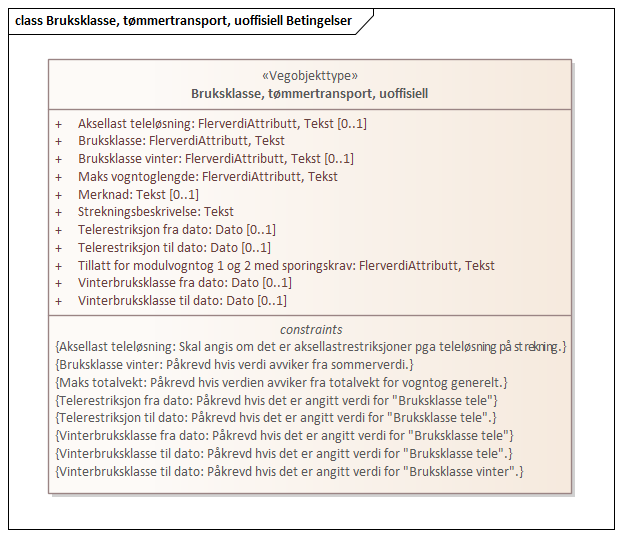 class Bruksklasse, tømmertransport, uoffisiell Betingelser
«Vegobjekttype»
Bruksklasse, tømmertransport, uoffisiell
+ Aksellast teleløsning: FlerverdiAttributt, Tekst [0..1]
+ Bruksklasse: FlerverdiAttributt, Tekst
+ Bruksklasse vinter: FlerverdiAttributt, Tekst [0..1]
+ Maks vogntoglengde: FlerverdiAttributt, Tekst
+ Merknad: Tekst [0..1]
+ Strekningsbeskrivelse: Tekst
+ Telerestriksjon fra dato: Dato [0..1]
+ Telerestriksjon til dato: Dato [0..1]
+ Tillatt for modulvogntog 1 og 2 med sporingskrav: FlerverdiAttributt, Tekst
+ Vinterbruksklasse fra dato: Dato [0..1]
+ Vinterbruksklasse til dato: Dato [0..1]
constraints
{Aksellast teleløsning: Skal angis om det er aksellastrestriksjoner pga teleløsning på strekning.}
{Bruksklasse vinter: Påkrevd hvis verdi avviker fra sommerverdi.}
{Maks totalvekt: Påkrevd hvis verdien avviker fra totalvekt for vogntog generelt.}
{Telerestriksjon fra dato: Påkrevd hvis det er angitt verdi for "Bruksklasse tele"}
{Telerestriksjon til dato: Påkrevd hvis det er angitt verdi for "Bruksklasse tele".}
{Vinterbruksklasse fra dato: Påkrevd hvis det er angitt verdi for "Bruksklasse tele"}
{Vinterbruksklasse til dato: Påkrevd hvis det er angitt verdi for "Bruksklasse tele".}
{Vinterbruksklasse til dato: Påkrevd hvis det er angitt verdi for "Bruksklasse vinter".}